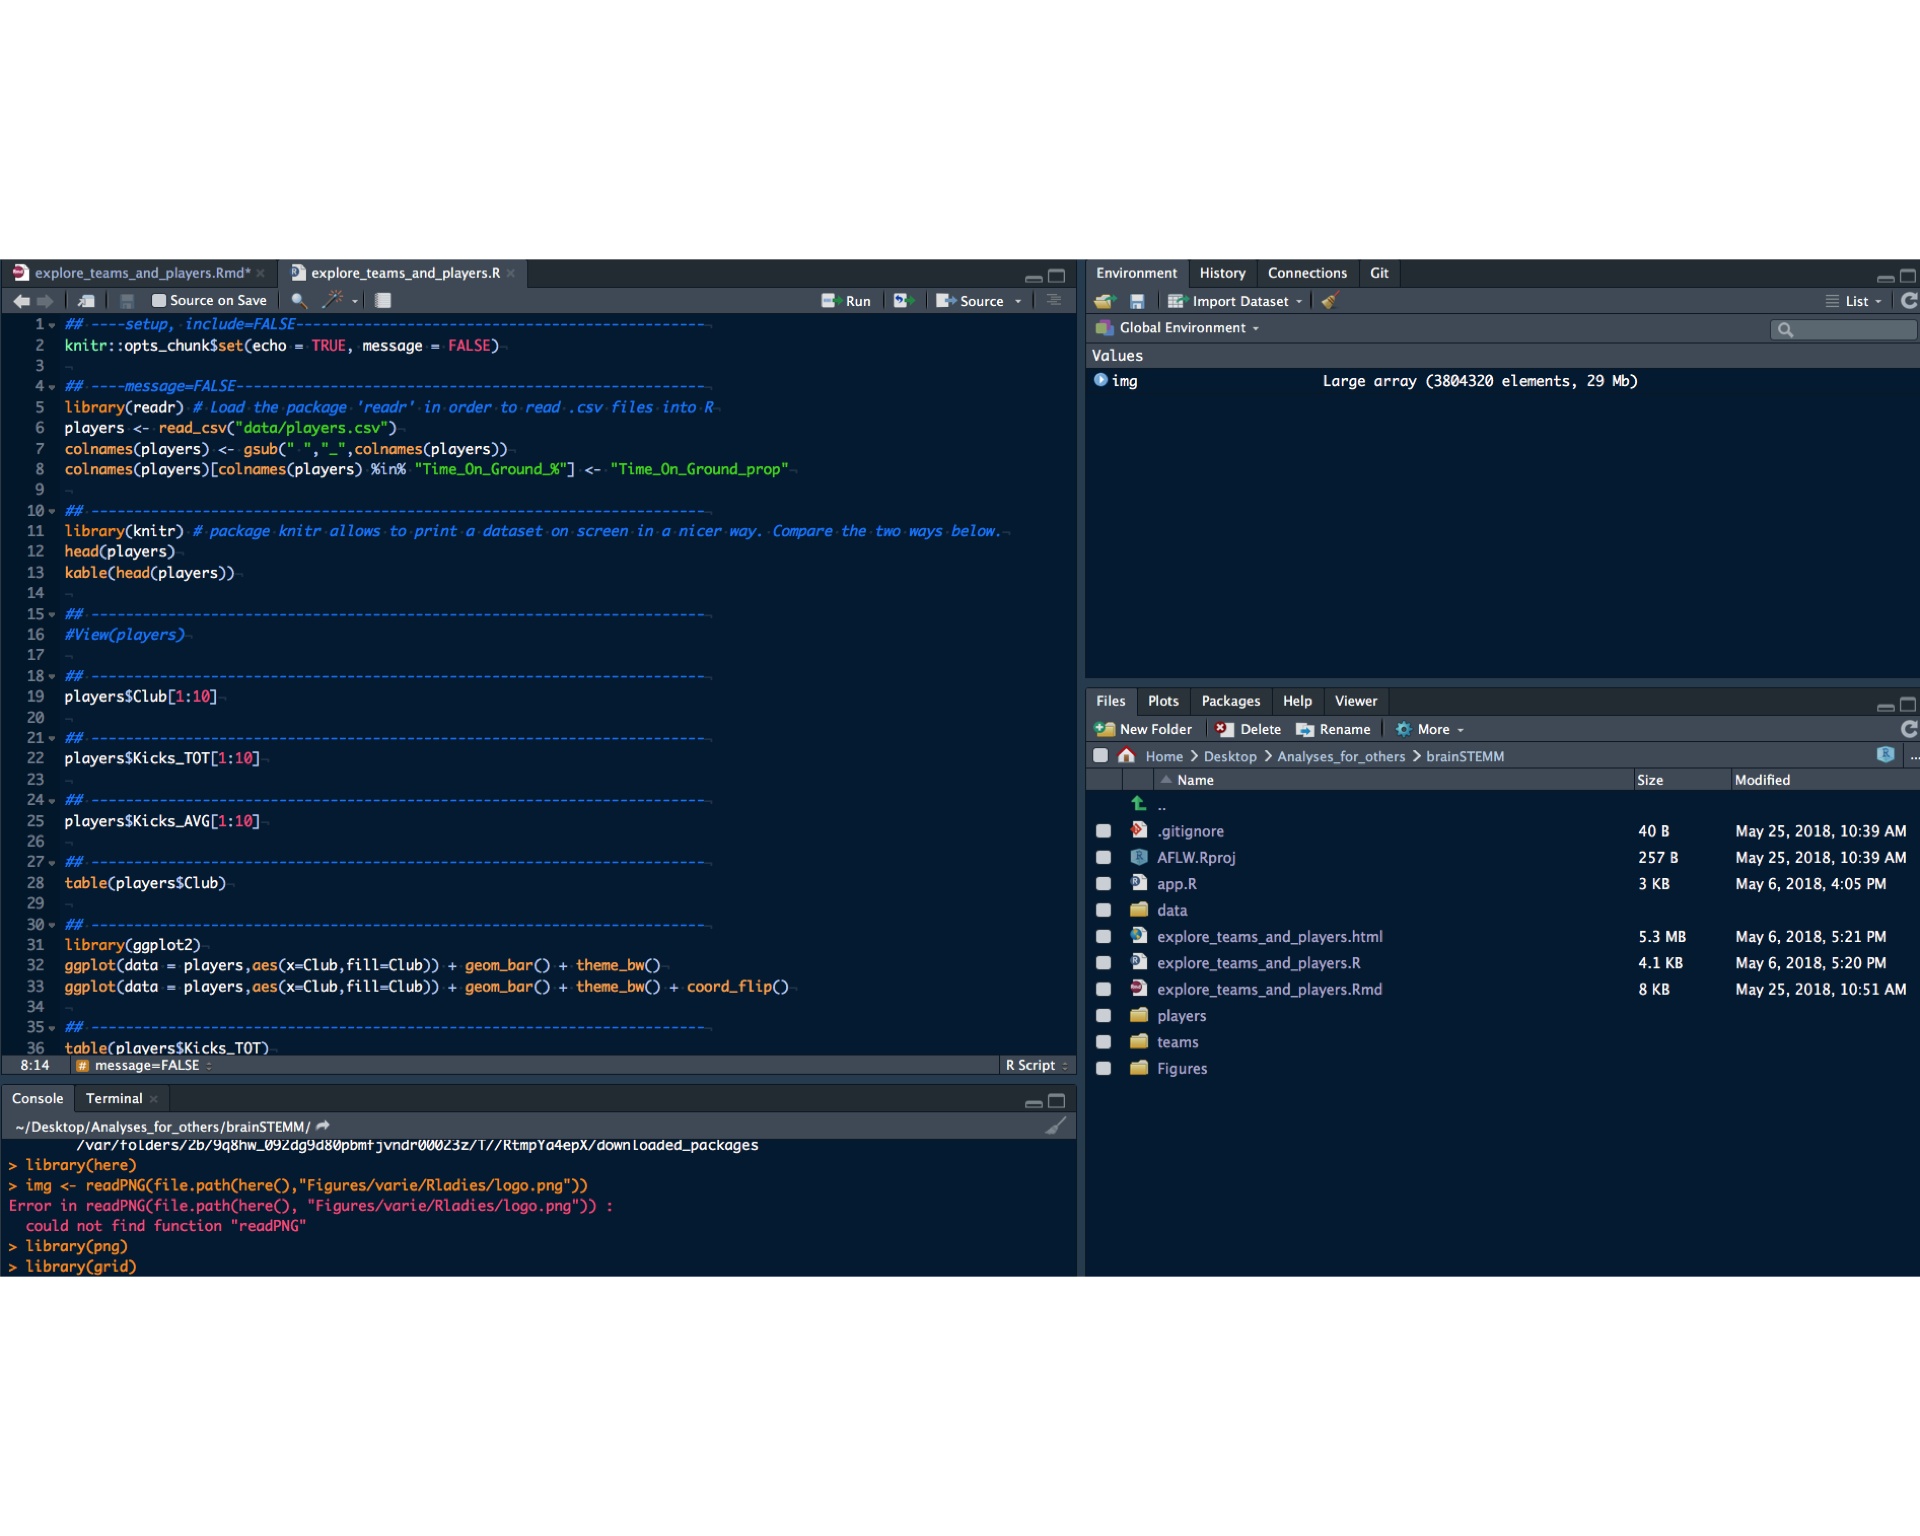 explore_teams_and_players.Rmd* explore_teams_and_players.R
Source on Save Run Source
1 ## ----setup, include=FALSE------------------------------------------------
2 knitr::opts_chunk$set(echo = TRUE, message = FALSE)
3
4 ## ----message=FALSE-------------------------------------------------------
5 library(readr) # Load the package 'readr' in order to read .csv files into R
6 players <- read_csv("data/players.csv")
7 colnames(players) <- gsub(" ","_",colnames(players))
8 colnames(players)[colnames(players) %in% "Time_On_Ground_%"] <- "Time_On_Ground_prop"
9
10 ## ------------------------------------------------------------------------
11 library(knitr) # package knitr allows to print a dataset on screen in a nicer way. Compare the two ways below.
12 head(players)
13 kable(head(players))
14
15 ## ------------------------------------------------------------------------
16 #View(players)
17
18 ## ------------------------------------------------------------------------
19 players$Club[1:10]
20
21 ## ------------------------------------------------------------------------
22 players$Kicks_TOT[1:10]
23
24 ## ------------------------------------------------------------------------
25 players$Kicks_AVG[1:10]
26
27 ## ------------------------------------------------------------------------
28 table(players$Club)
29
30 ## ------------------------------------------------------------------------
31 library(ggplot2)
32 ggplot(data = players,aes(x=Club,fill=Club)) + geom_bar() + theme_bw()
33 ggplot(data = players,aes(x=Club,fill=Club)) + geom_bar() + theme_bw() + coord_flip()
34
35 ## ------------------------------------------------------------------------
36 table(players$Kicks_TOT)
8:14 # message=FALSE R Script
Console Terminal
~/Desktop/Analyses_for_others/brainSTEMM/
/var/folders/2b/9q8hw_092dg9d80pbmfjvndr00023z/T//RtmpYa4epX/downloaded_packages
> library(here)
> img <- readPNG(file.path(here(),"Figures/varie/Rladies/logo.png"))
Error in readPNG(file.path(here(), "Figures/varie/Rladies/logo.png")) :
could not find function "readPNG"
> library(png)
> library(grid)
Environment History Connections Git
Import Dataset List
Global Environment
Values
img Large array (3804320 elements, 29 Mb)
Files Plots Packages Help Viewer
New Folder Delete Rename More
Home > Desktop > Analyses_for_others > brainSTEMM ...
Name Size Modified
..
.gitignore 40 B May 25, 2018, 10:39 AM
AFLW.Rproj 257 B May 25, 2018, 10:39 AM
app.R 3 KB May 6, 2018, 4:05 PM
data
explore_teams_and_players.html 5.3 MB May 6, 2018, 5:21 PM
explore_teams_and_players.R 4.1 KB May 6, 2018, 5:20 PM
explore_teams_and_players.Rmd 8 KB May 25, 2018, 10:51 AM
players
teams
Figures